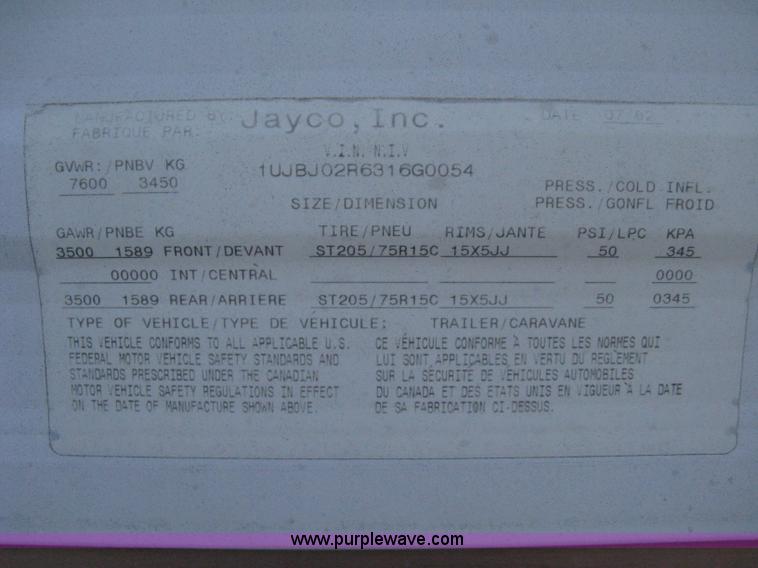 MANUFACTURED BY: Jayco, Inc. DATE 07/02
FABRIQUE PAR:
V.I.N. N.I.V
GVWR:/PNBV KG 1UJBJ02R6316G0054
7600 3450 PRESS./COLD INFL.
SIZE/DIMENSION PRESS./GONFL FROID
GAWR/PNBE KG TIRE/PNEU RIMS/JANTE PSI/LPC KPA
3500 1589 FRONT/DEVANT ST205/75R15C 15X5JJ 50 345
00000 INT/CENTRAL 0000
3500 1589 REAR/ARRIERE ST205/75R15C 15X5JJ 50 0345
TYPE OF VEHICLE/TYPE DE VEHICULE: TRAILER/CARAVANE
THIS VEHICLE CONFORMS TO ALL APPLICABLE U.S.
FEDERAL MOTOR VEHICLE SAFETY STANDARDS AND
STANDARDS PRESCRIBED UNDER THE CANADIAN
MOTOR VEHICLE SAFETY REGULATIONS IN EFFECT
ON THE DATE OF MANUFACTURE SHOWN ABOVE.
CE VÉHICULE CONFORME À TOUTES LES NORMES QUI
LUI SONT APPLICABLES EN VERTU DU REGLEMENT
SUR LA SÉCURITE DE VÉHICULES AUTOMOBILES
DU CANADA ET DES ETATS UNIS EN VIGUEUR À LA DATE
DE SA FABRICATION CI-DESSUS.
www.purplewave.com